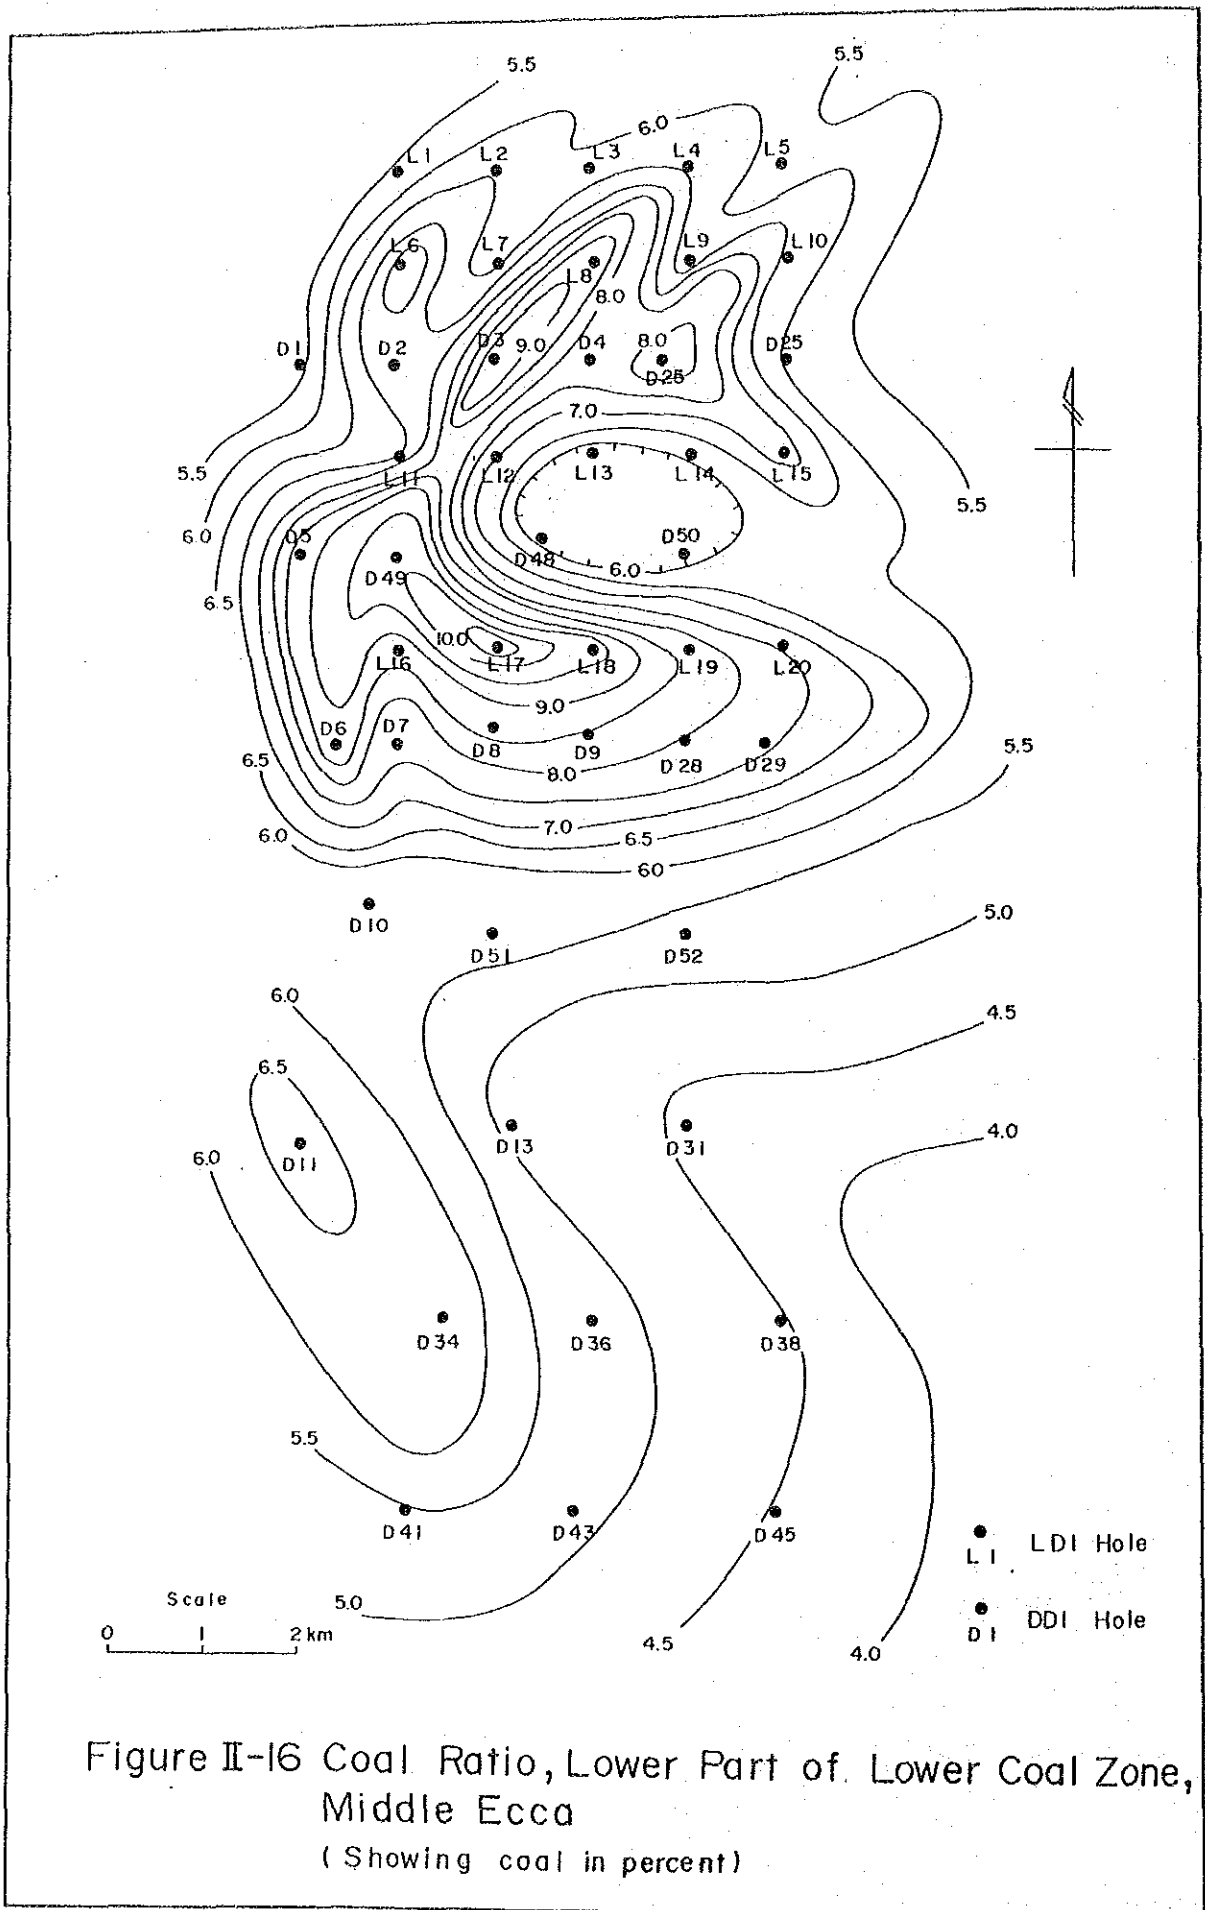 5.5
5.5
6.0
L1
L2
L3
L4
L5
L6
L7
L8
L9
L10
8.0
D1
D2
D3
9.0
D4
8.0
D25
D25
7.0
5.5
L11
L12
L13
L14
L15
5.5
6.0
D5
D48
D50
D49
6.0
6.5
10.0
L16
L17
L18
L19
L20
9.0
D6
D7
D8
D9
D28
D29
5.5
6.5
8.0
6.0
7.0
6.5
60
D10
D51
D52
5.0
6.0
4.5
6.5
D11
D13
D31
4.0
6.0
D34
D36
D38
5.5
D41
D43
D45
L1 LDI Hole
D1 DDI Hole
5.0
4.5
4.0
Scale
0 1 2 km
Figure II-16 Coal Ratio, Lower Part of Lower Coal Zone,
Middle Ecca
(Showing coal in percent)